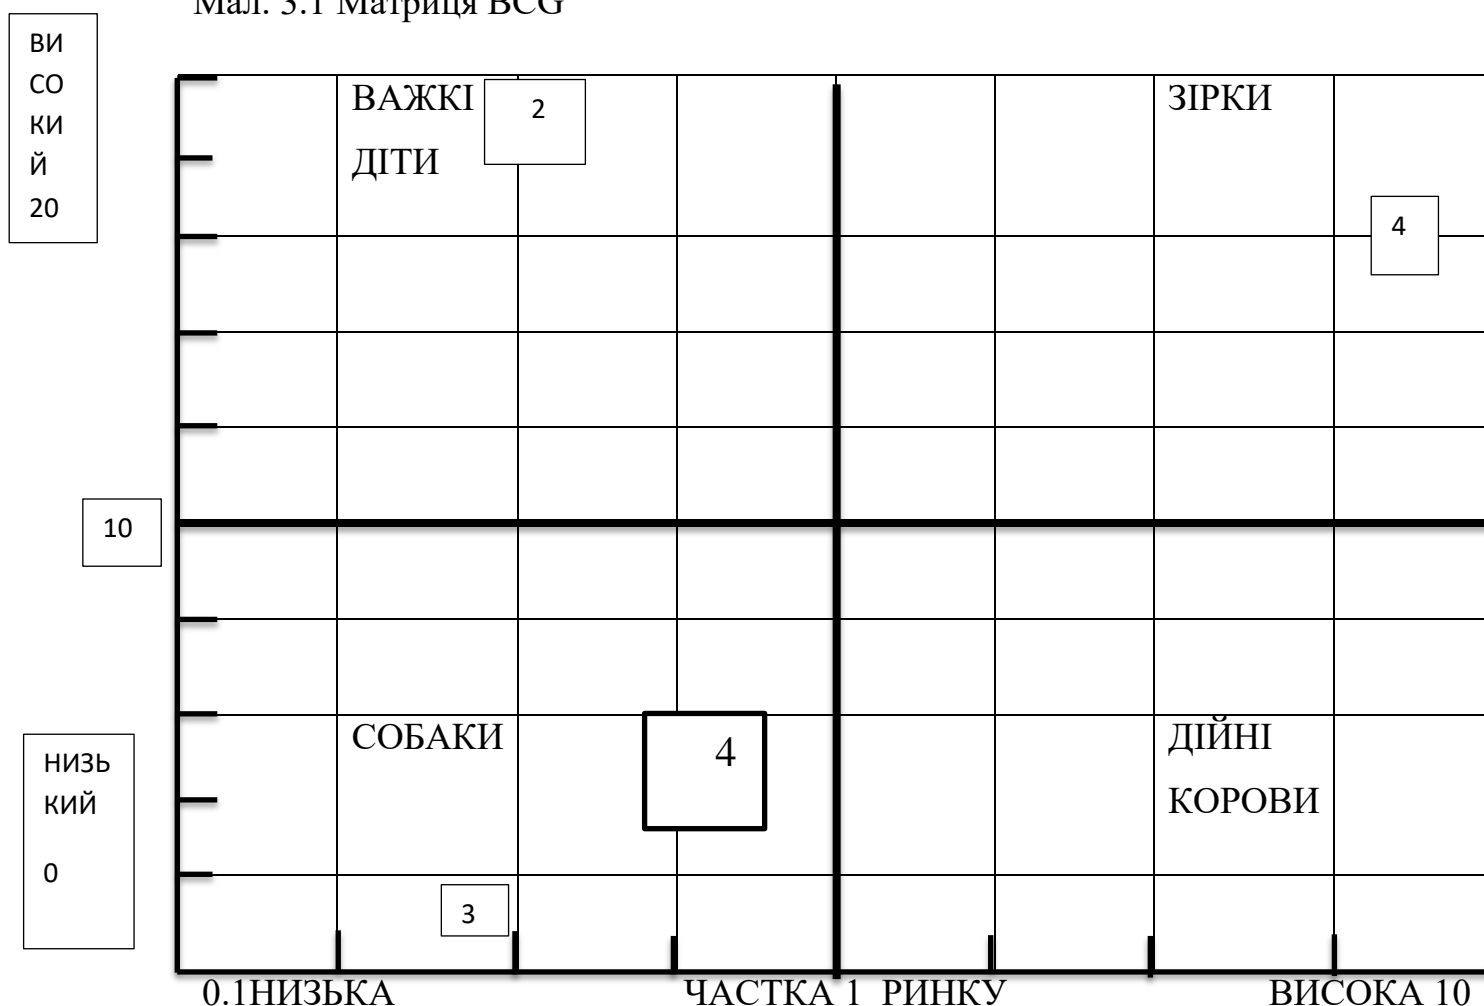 Мал. 3.1 Матриця BCG
ВИ
СО
КИ
Й
20
ВАЖКІ
ДІТИ
2
ЗІРКИ
4
10
СОБАКИ
4
ДІЙНІ
КОРОВИ
НИЗЬ
КИЙ
0
3
0.1НИЗЬКА ЧАСТКА 1 РИНКУ ВИСОКА 10